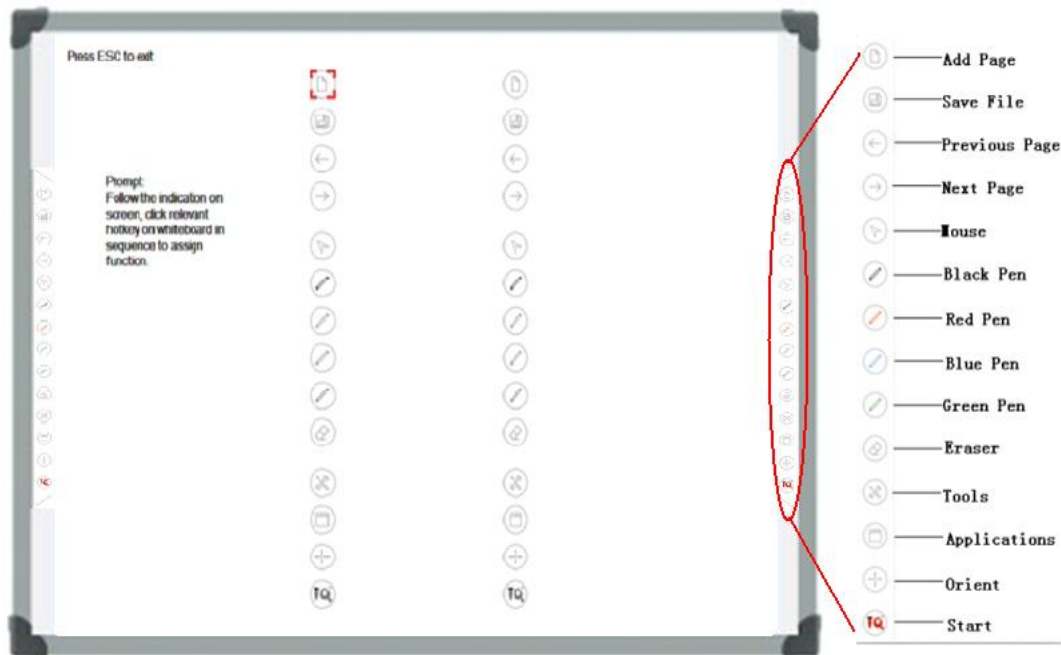 Press ESC to exit
Prompt:
Follow the indication on
screen, click relevant
hotkey on whiteboard in
sequence to assign
function.
Add Page
Save File
Previous Page
Next Page
Mouse
Black Pen
Red Pen
Blue Pen
Green Pen
Eraser
Tools
Applications
Orient
Start